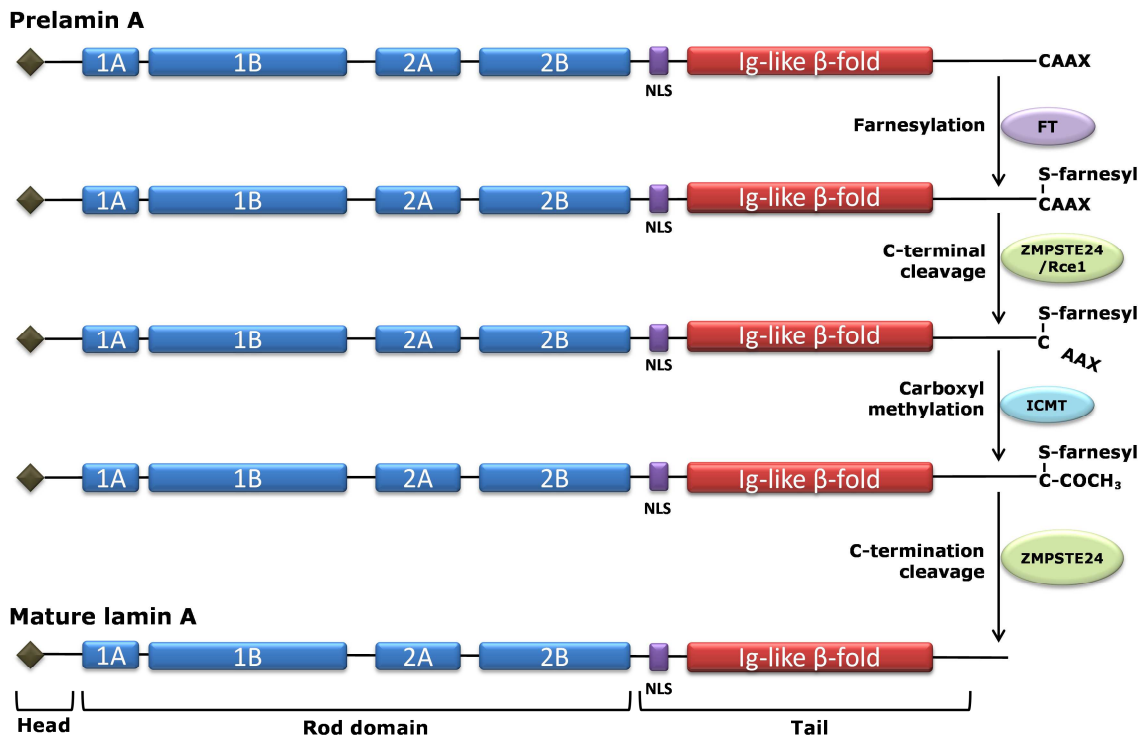 Prelamin A
1A 1B 2A 2B Ig-like β-fold CAAX
NLS
Farnesylation FT
S-farnesyl
1A 1B 2A 2B Ig-like β-fold CAAX
NLS
C-terminal
cleavage
ZMPSTE24
/Rce1
S-farnesyl
1A 1B 2A 2B Ig-like β-fold C
AAX
NLS
Carboxyl
methylation
ICMT
S-farnesyl
1A 1B 2A 2B Ig-like β-fold C-COCH₃
NLS
C-termination
cleavage
ZMPSTE24
Mature lamin A
1A 1B 2A 2B Ig-like β-fold
NLS
Head Rod domain Tail